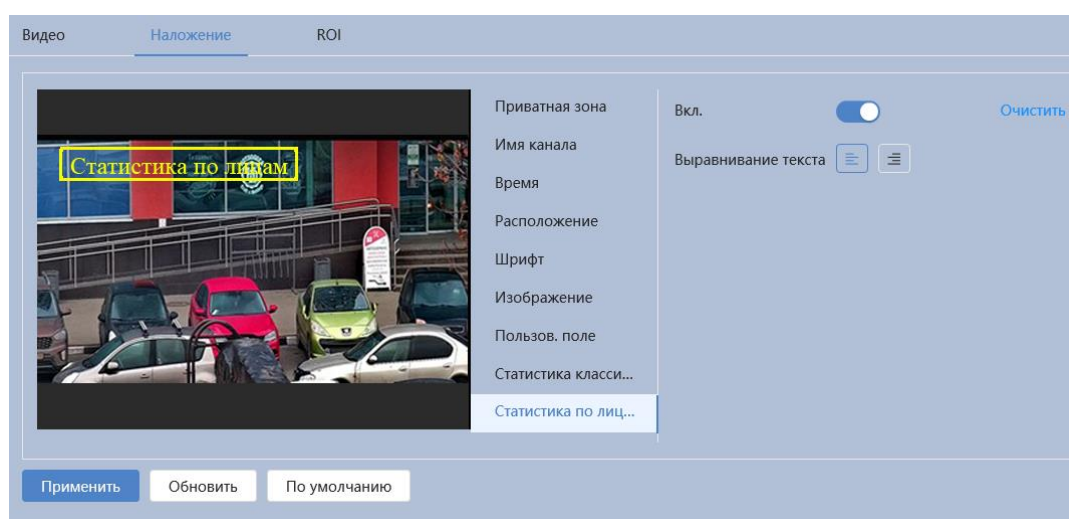 Видео Наложение ROI
Статистика по лицам
Приватная зона
Имя канала
Время
Расположение
Шрифт
Изображение
Пользов. поле
Статистика класси...
Статистика по лиц...
Вкл. Очистить
Выравнивание текста
Применить Обновить По умолчанию